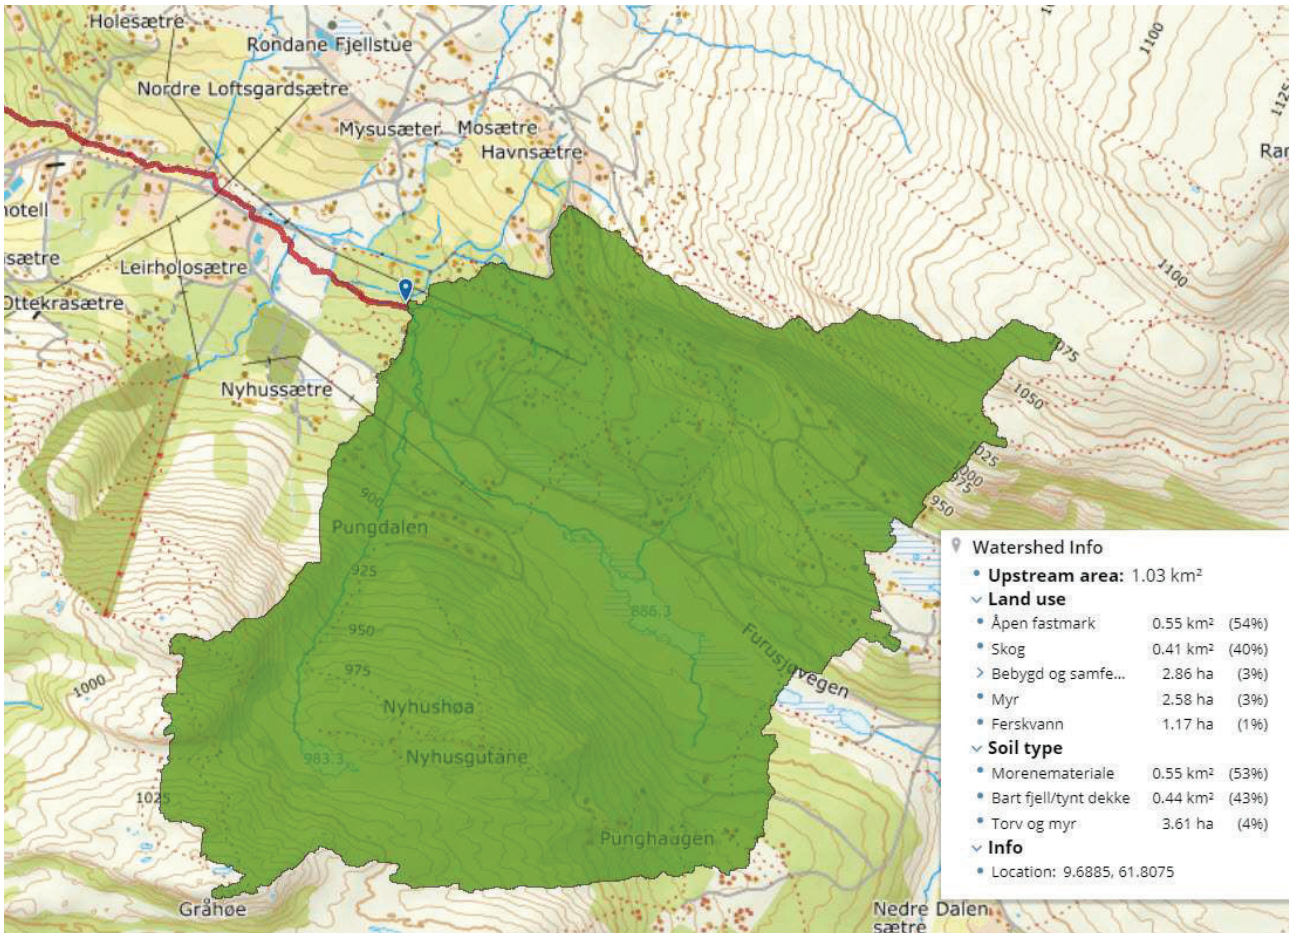 Holesætre
Rondane Fjellstue
Nordre Loftsgardsætre
Mysusæter
Mosætre
Havnsætre
1100
1125
Ran
hotell
sætre
Leirholosætre
Ottekrasætre
Nyhussætre
1100
1075
1050
1025
1000
975
950
900
Pungdalen
925
950
975
886.3
Furusjøvegen
1000
Nyhushøa
Nyhusgutane
983.3
1025
Punghaugen
Gråhøe
Nedre Dalen
sætre
Watershed Info
Upstream area: 1.03 km²
Land use
Åpen fastmark 0.55 km² (54%)
Skog 0.41 km² (40%)
Bebygd og samfe... 2.86 ha (3%)
Myr 2.58 ha (3%)
Ferskvann 1.17 ha (1%)
Soil type
Morenemateriale 0.55 km² (53%)
Bart fjell/tynt dekke 0.44 km² (43%)
Torv og myr 3.61 ha (4%)
Info
Location: 9.6885, 61.8075